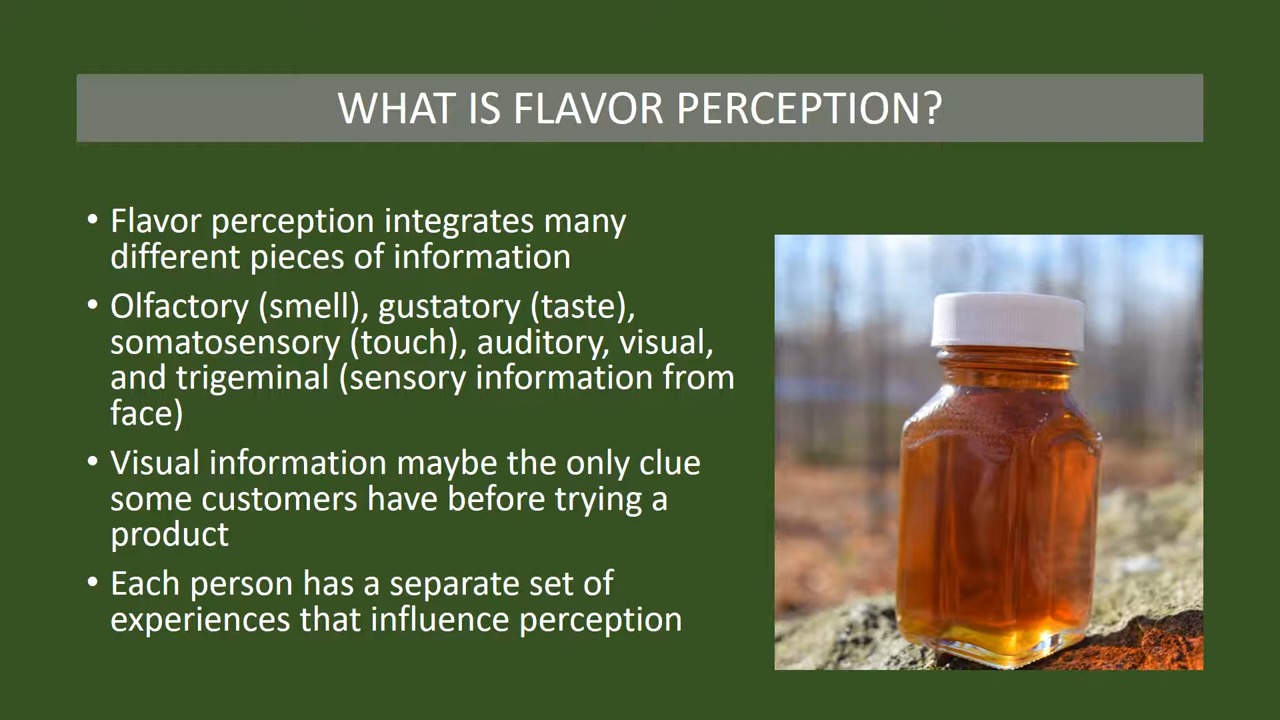 WHAT IS FLAVOR PERCEPTION?
• Flavor perception integrates many
different pieces of information
• Olfactory (smell), gustatory (taste),
somatosensory (touch), auditory, visual,
and trigeminal (sensory information from
face)
• Visual information maybe the only clue
some customers have before trying a
product
• Each person has a separate set of
experiences that influence perception